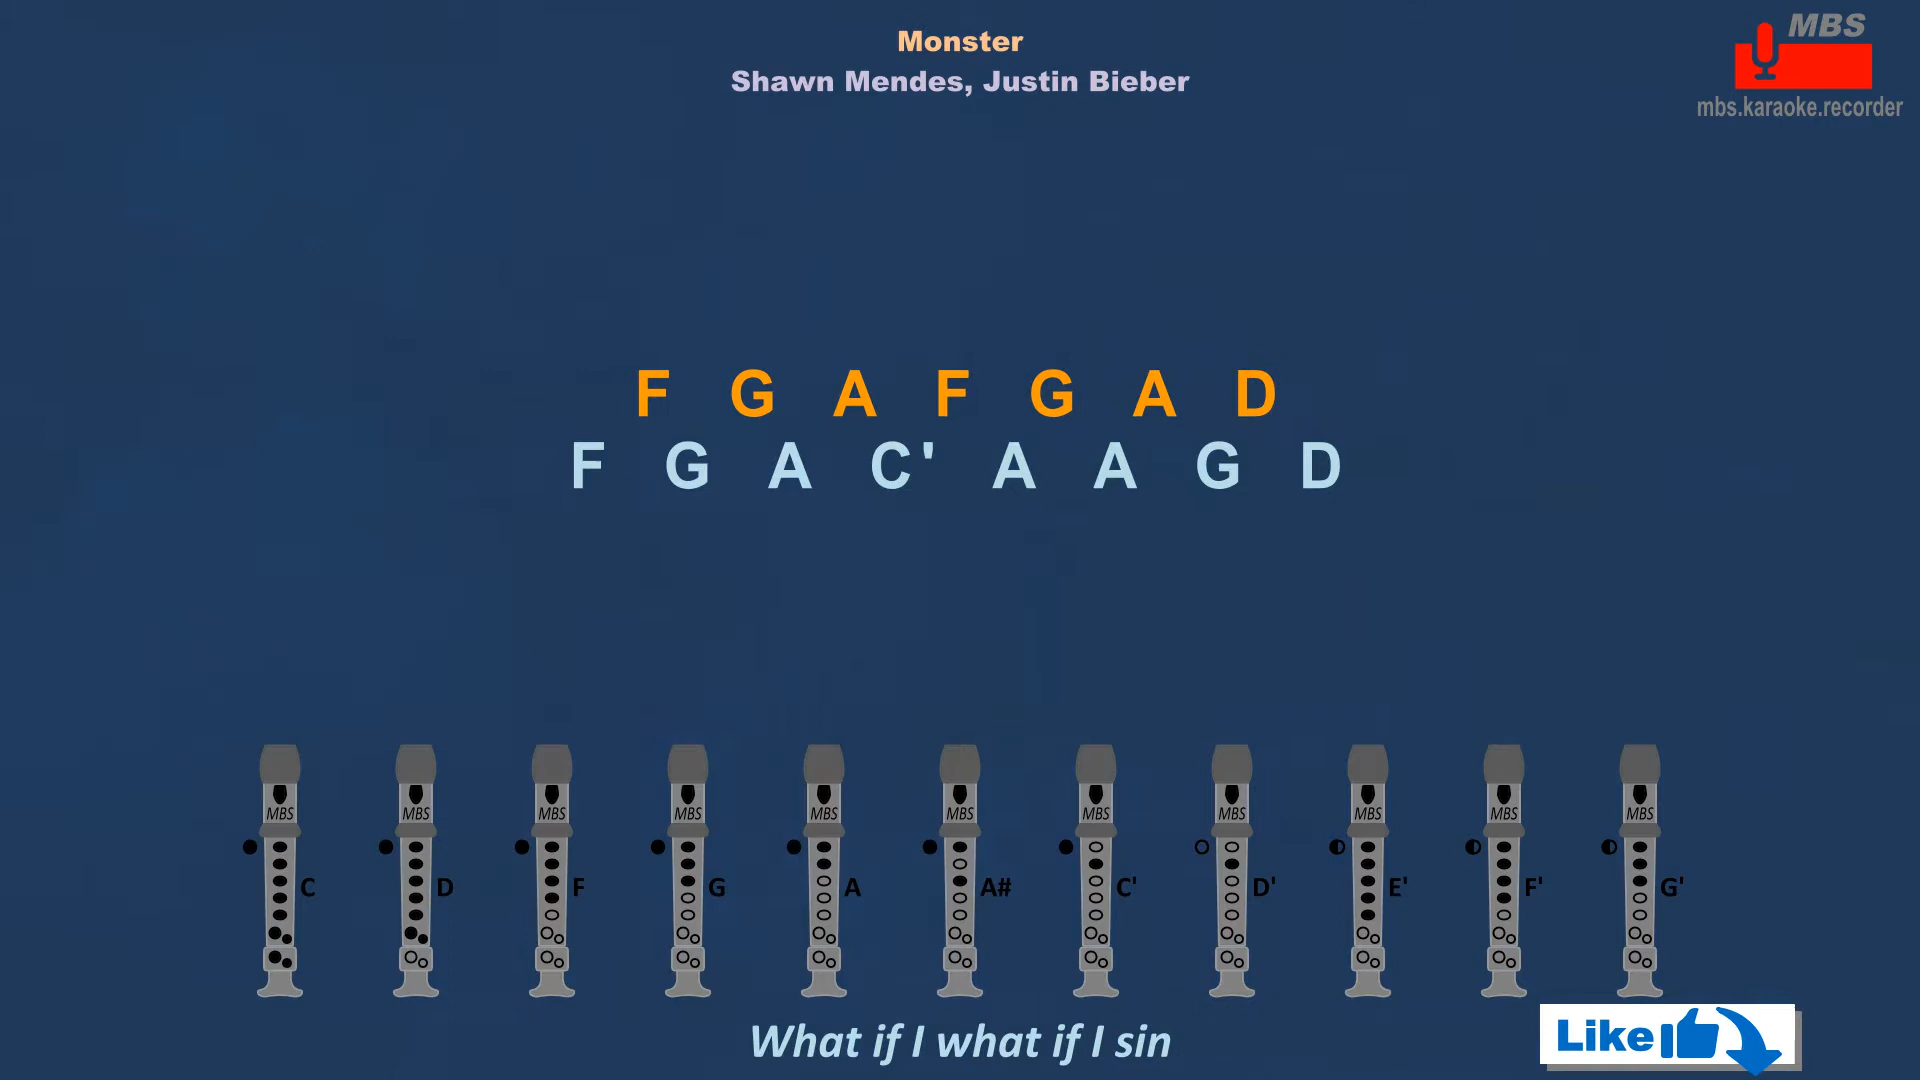 Monster
Shawn Mendes, Justin Bieber
MBS
mbs.karaoke.recorder
F G A F G A D
F G A C' A A G D
MBS MBS MBS MBS MBS MBS MBS MBS MBS MBS MBS
C D F G A A# C' D' E' F' G'
What if I what if I sin
Like